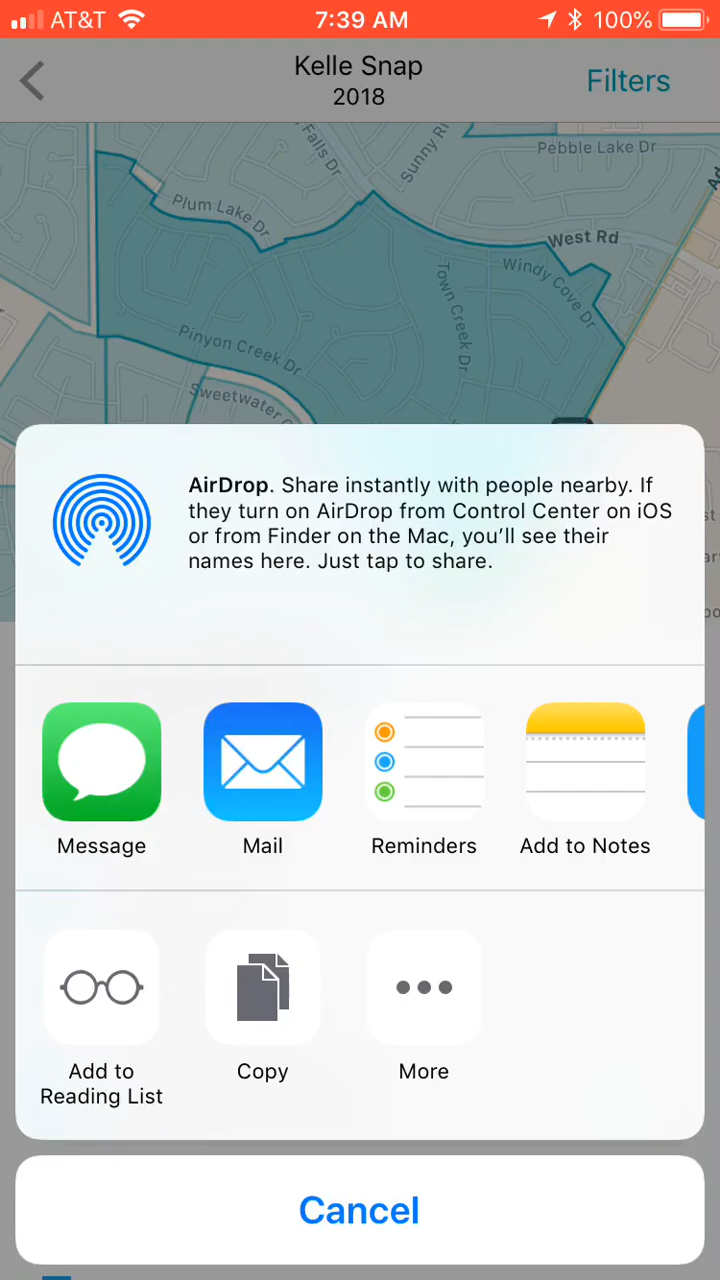 AT&T 7:39 AM 100%
Kelle Snap
2018
Filters
Falls Dr
Pebble Lake Dr
Plum Lake Dr
West Rd
Windy Cove Dr
Town Creek Dr
Pinyon Creek Dr
Sweetwater
AirDrop. Share instantly with people nearby. If
they turn on AirDrop from Control Center on iOS
or from Finder on the Mac, you’ll see their
names here. Just tap to share.
Message Mail Reminders Add to Notes
Add to
Reading List
Copy
More
Cancel